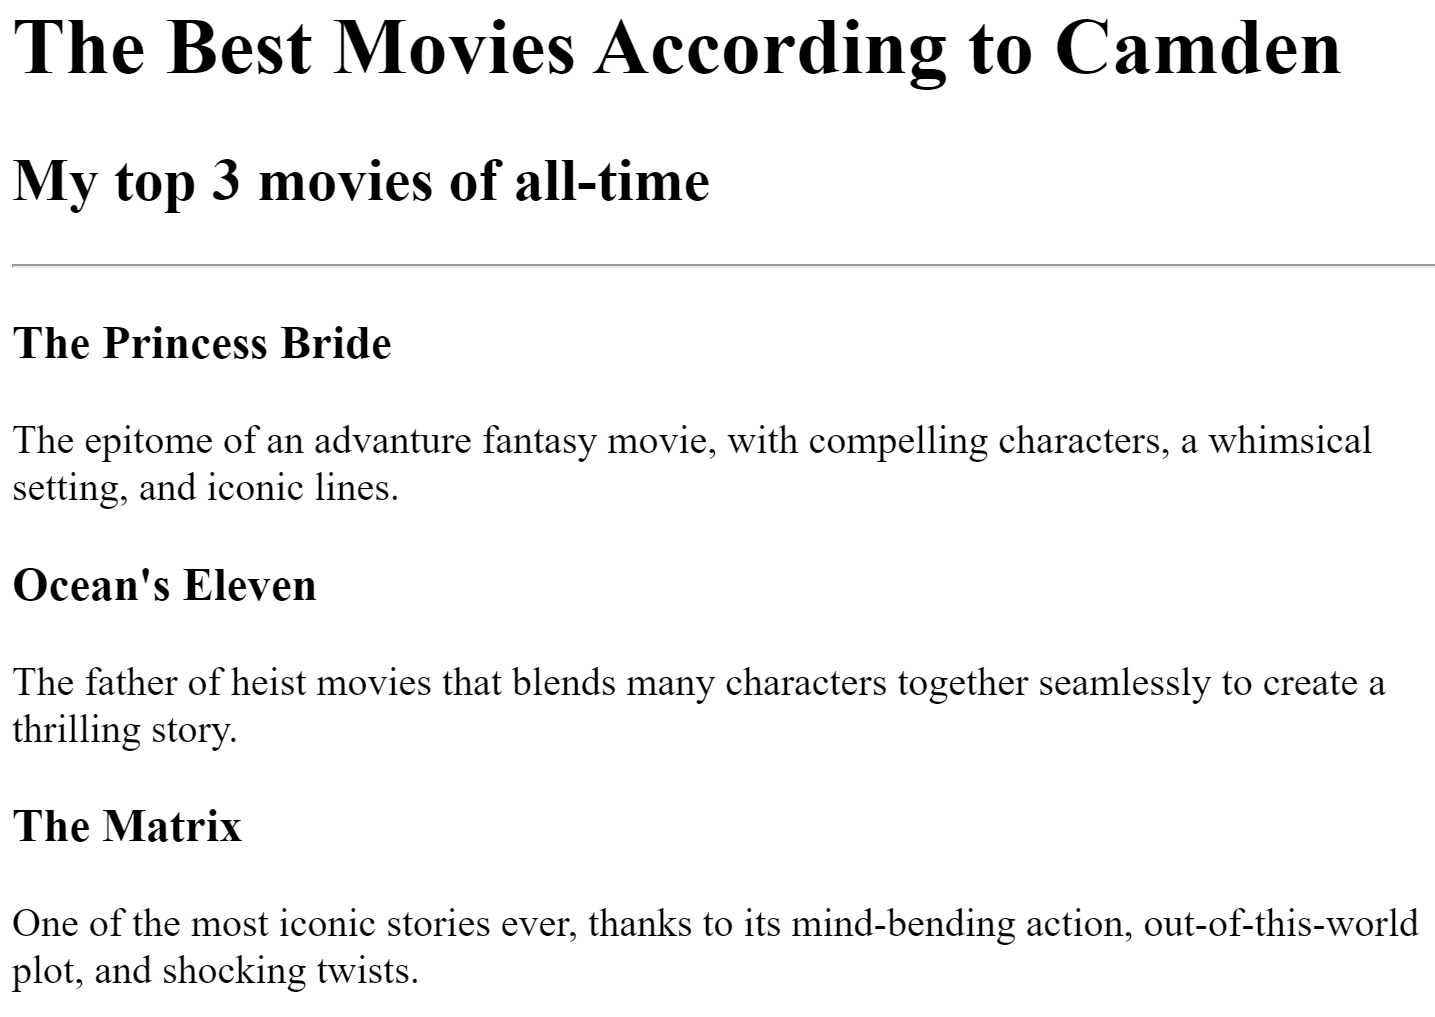 The Best Movies According to Camden
My top 3 movies of all-time
The Princess Bride
The epitome of an advanture fantasy movie, with compelling characters, a whimsical
setting, and iconic lines.
Ocean's Eleven
The father of heist movies that blends many characters together seamlessly to create a
thrilling story.
The Matrix
One of the most iconic stories ever, thanks to its mind-bending action, out-of-this-world
plot, and shocking twists.